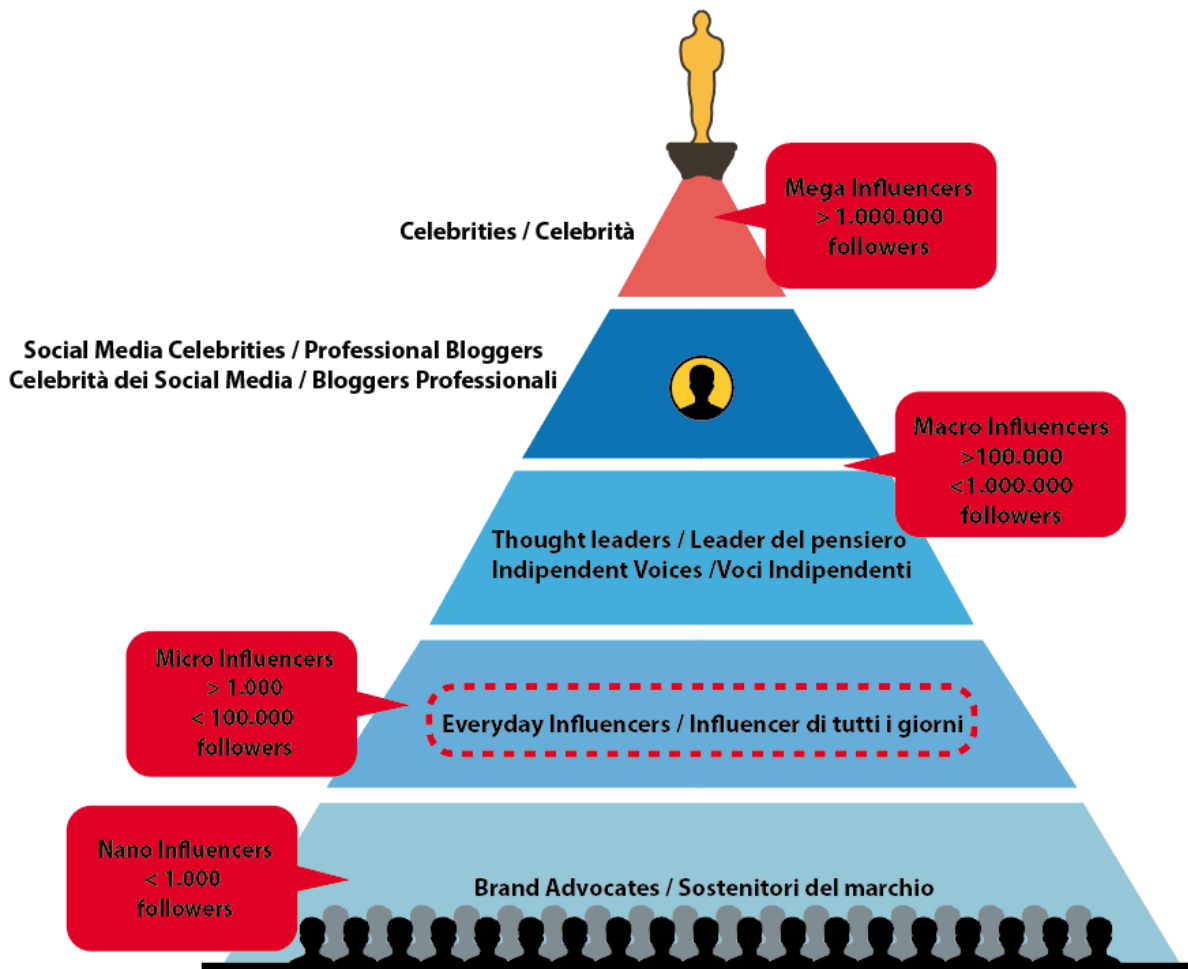 Mega Influencers
> 1.000.000
followers
Celebrities / Celebrità
Social Media Celebrities / Professional Bloggers
Celebrità dei Social Media / Bloggers Professionali
Macro Influencers
>100.000
<1.000.000
followers
Thought leaders / Leader del pensiero
Indipendent Voices /Voci Indipendenti
Micro Influencers
> 1.000
< 100.000
followers
Everyday Influencers / Influencer di tutti i giorni
Nano Influencers
< 1.000
followers
Brand Advocates / Sostenitori del marchio